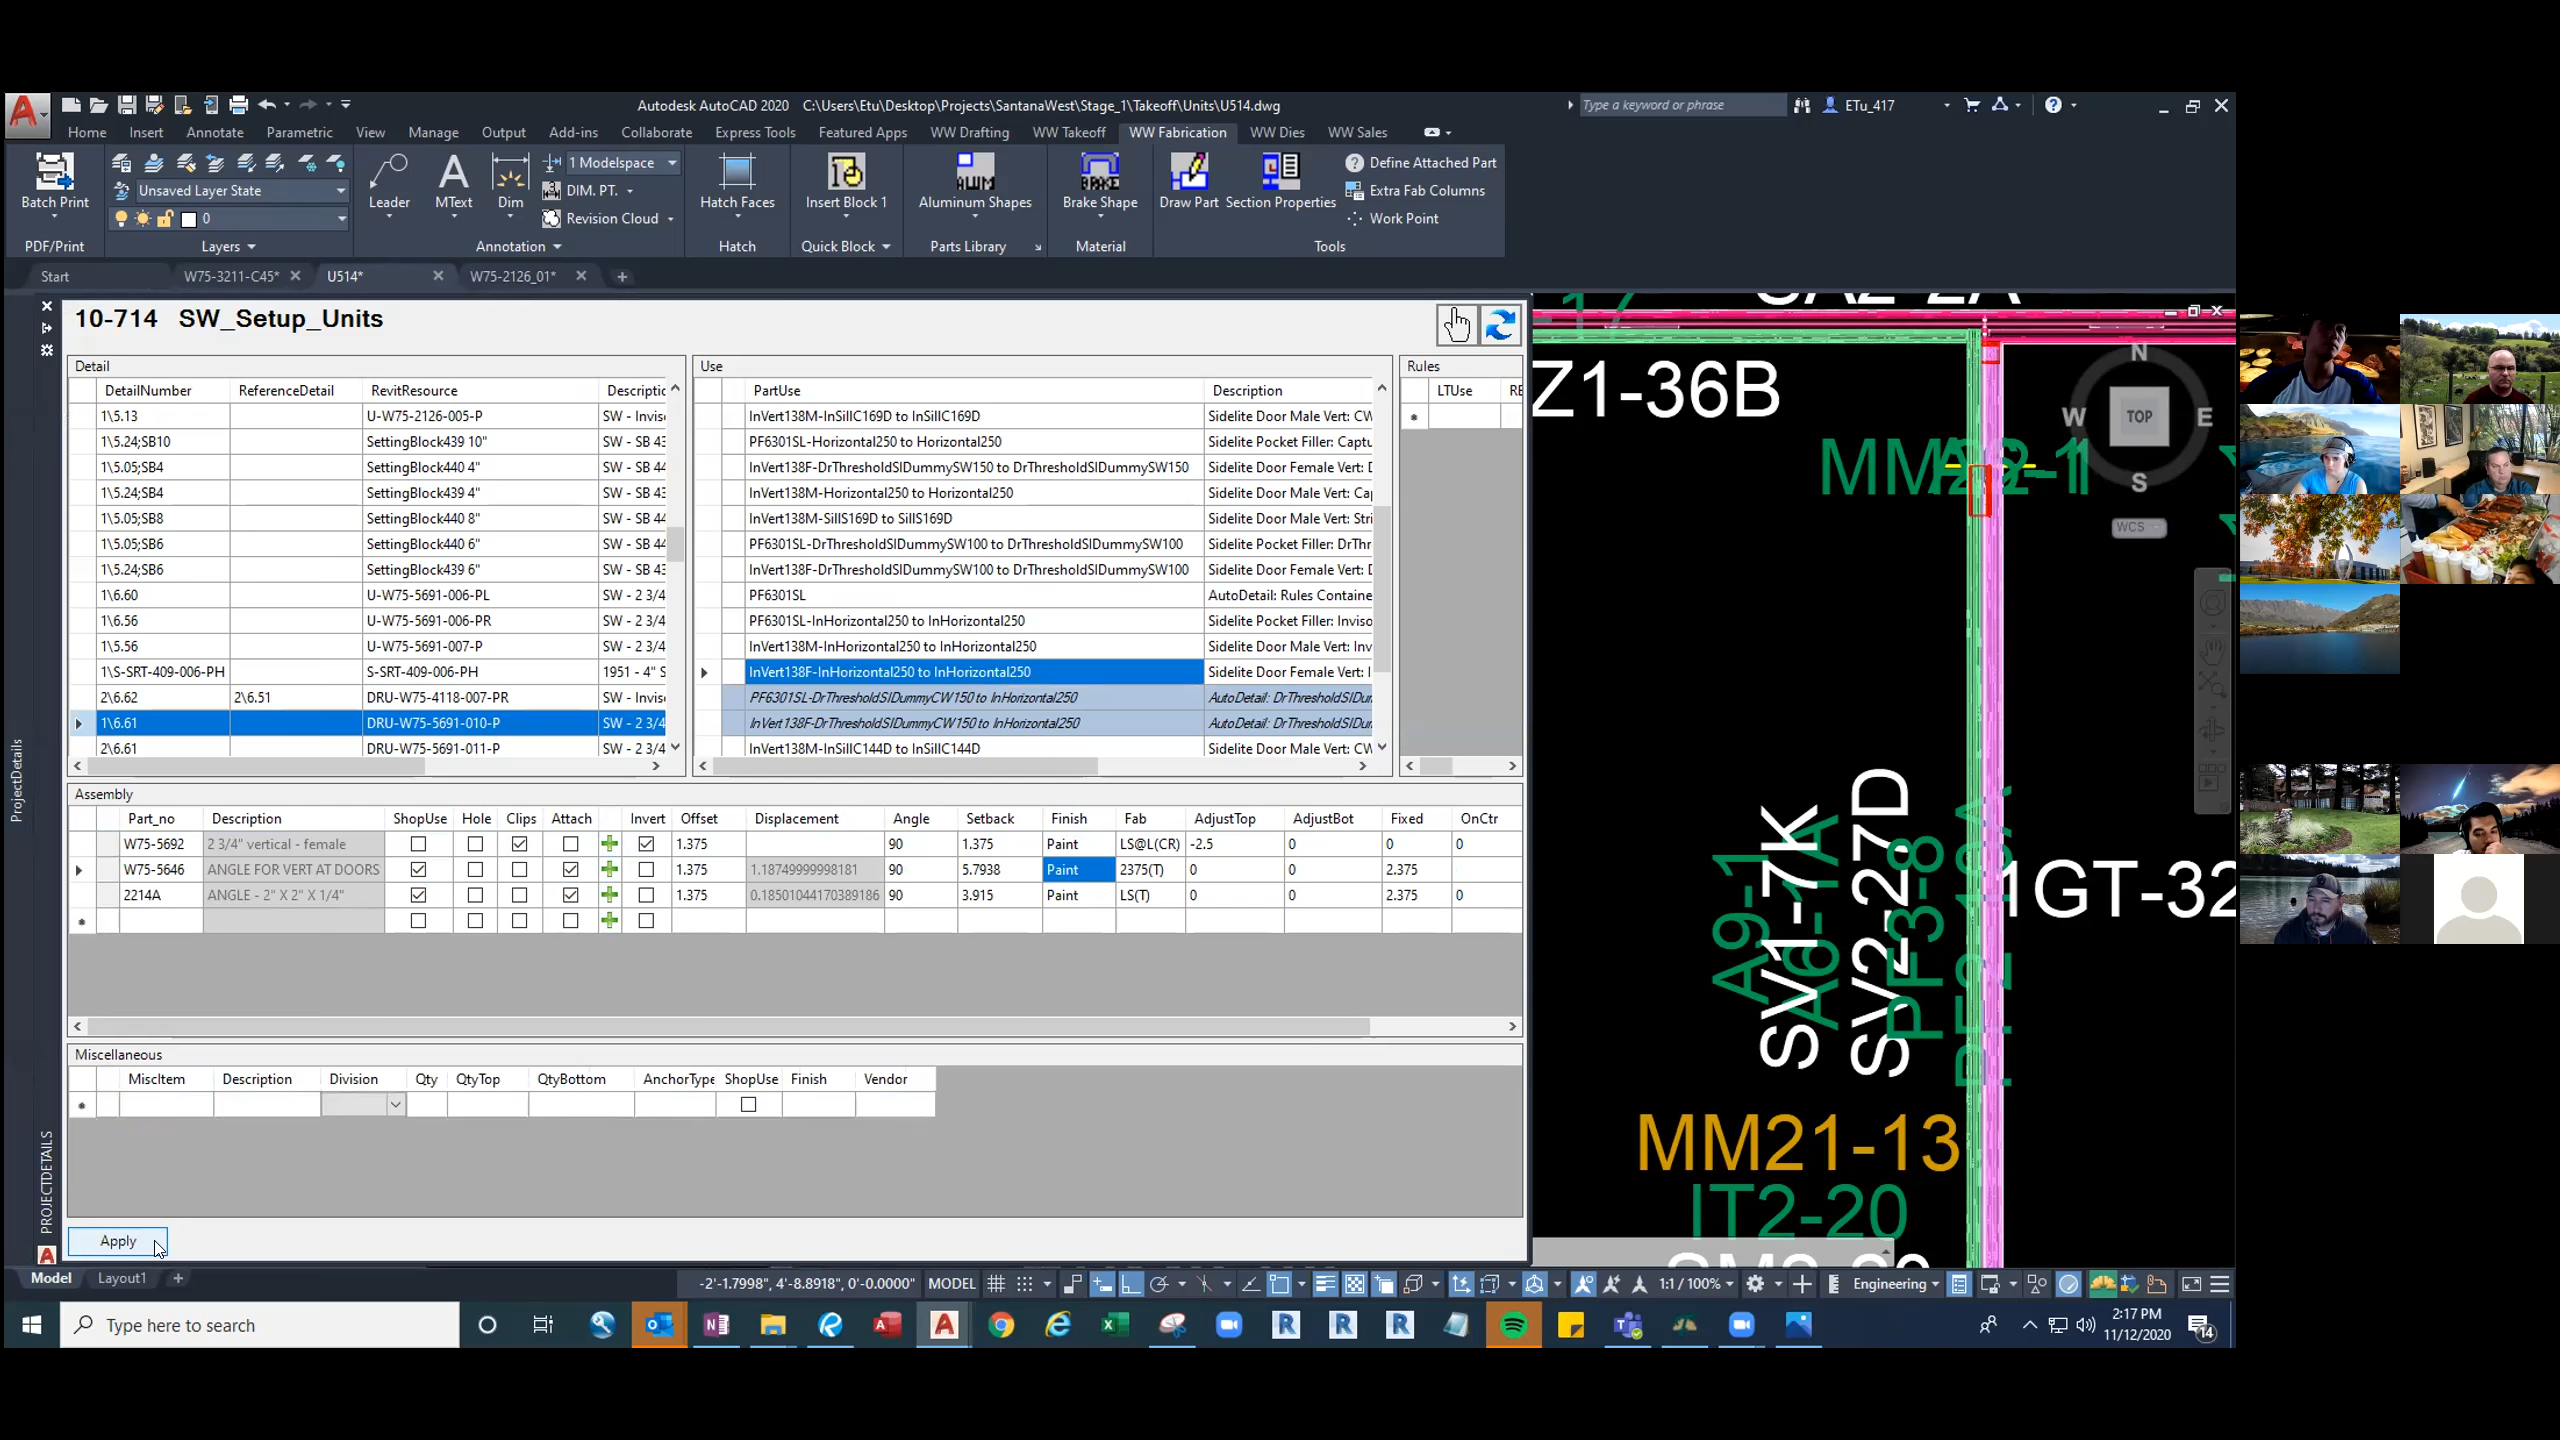 Autodesk AutoCAD 2020 C:\Users\Etu\Desktop\Projects\SantanaWest\Stage_1\Takeoff\Units\U514.dwg
Type a keyword or phrase
ETu_417
Home Insert Annotate Parametric View Manage Output Add-ins Collaborate Express Tools Featured Apps WW Drafting WW Takeoff WW Fabrication WW Dies WW Sales
Batch Print
Unsaved Layer State
0
Leader MText Dim
1 Modelspace
DIM. PT.
Revision Cloud
Hatch Faces
Insert Block 1
ALUM
Aluminum Shapes
BRAKE
Brake Shape
Draw Part
Section Properties
Define Attached Part
Extra Fab Columns
Work Point
PDF/Print Layers Annotation Hatch Quick Block Parts Library Material Tools
Start W75-3211-C45* U514* W75-2126_01*
10-714 SW_Setup_Units
Detail
DetailNumber ReferenceDetail RevitResource Descriptic
1\5.13 U-W75-2126-005-P SW - Invis
1\5.24;SB10 SettingBlock439 10" SW - SB 43
1\5.05;SB4 SettingBlock440 4" SW - SB 44
1\5.24;SB4 SettingBlock439 4" SW - SB 43
1\5.05;SB8 SettingBlock440 8" SW - SB 44
1\5.05;SB6 SettingBlock440 6" SW - SB 44
1\5.24;SB6 SettingBlock439 6" SW - SB 43
1\6.60 U-W75-5691-006-PL SW - 2 3/4
1\6.56 U-W75-5691-006-PR SW - 2 3/4
1\5.56 U-W75-5691-007-P SW - 2 3/4
1\S-SRT-409-006-PH S-SRT-409-006-PH 1951 - 4" S
2\6.62 2\6.51 DRU-W75-4118-007-PR SW - Invis
1\6.61 DRU-W75-5691-010-P SW - 2 3/4
2\6.61 DRU-W75-5691-011-P SW - 2 3/4
Use
PartUse Description
InVert138M-InSillC169D to InSillC169D Sidelite Door Male Vert: CW
PF6301SL-Horizontal250 to Horizontal250 Sidelite Pocket Filler: Captu
InVert138F-DrThresholdSlDummySW150 to DrThresholdSlDummySW150 Sidelite Door Female Vert: D
InVert138M-Horizontal250 to Horizontal250 Sidelite Door Male Vert: Cap
InVert138M-SillS169D to SillS169D Sidelite Door Male Vert: Stri
PF6301SL-DrThresholdSlDummySW100 to DrThresholdSlDummySW100 Sidelite Pocket Filler: DrThr
InVert138F-DrThresholdSlDummySW100 to DrThresholdSlDummySW100 Sidelite Door Female Vert: D
PF6301SL AutoDetail: Rules Containe
PF6301SL-InHorizontal250 to InHorizontal250 Sidelite Pocket Filler: Inviso
InVert138M-InHorizontal250 to InHorizontal250 Sidelite Door Male Vert: Inv
InVert138F-InHorizontal250 to InHorizontal250 Sidelite Door Female Vert: I
PF6301SL-DrThresholdSlDummyCW150 to InHorizontal250 AutoDetail: DrThresholdSlDu
InVert138F-DrThresholdSlDummyCW150 to InHorizontal250 AutoDetail: DrThresholdSlDu
InVert138M-InSillC144D to InSillC144D Sidelite Door Male Vert: CW
Rules
LTUse
Assembly
Part_no Description ShopUse Hole Clips Attach Invert Offset Displacement Angle Setback Finish Fab AdjustTop AdjustBot Fixed OnCtr
W75-5692 2 3/4" vertical - female 1.375 90 1.375 Paint LS@L(CR) -2.5 0 0 0
W75-5646 ANGLE FOR VERT AT DOORS 1.375 1.18749999998181 90 5.7938 Paint 2375(T) 0 0 2.375
2214A ANGLE - 2" X 2" X 1/4" 1.375 0.18501044170389186 90 3.915 Paint LS(T) 0 0 2.375 0
Miscellaneous
MiscItem Description Division Qty QtyTop QtyBottom AnchorType ShopUse Finish Vendor
Apply
ProjectDetails
PROJECTDETAILS
Z1-36B
N
W TOP E
S
WCS
A9-1
SV1-7K
A6-1A
SV2-27D
PF3-8
1GT-32
MM21-13
IT2-20
Model Layout1
-2'-1.7998", 4'-8.8918", 0'-0.0000" MODEL 1:1 / 100% Engineering
Type here to search
2:17 PM
11/12/2020
14